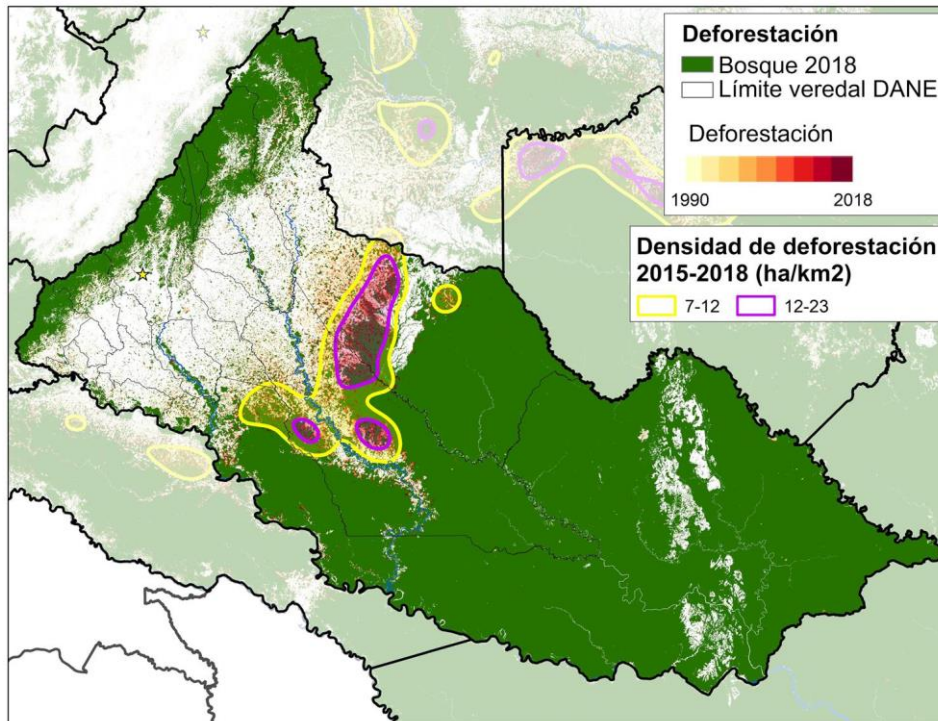 Deforestación
Bosque 2018
Límite veredal DANE
Deforestación
1990 2018
Densidad de deforestación
2015-2018 (ha/km2)
7-12 12-23